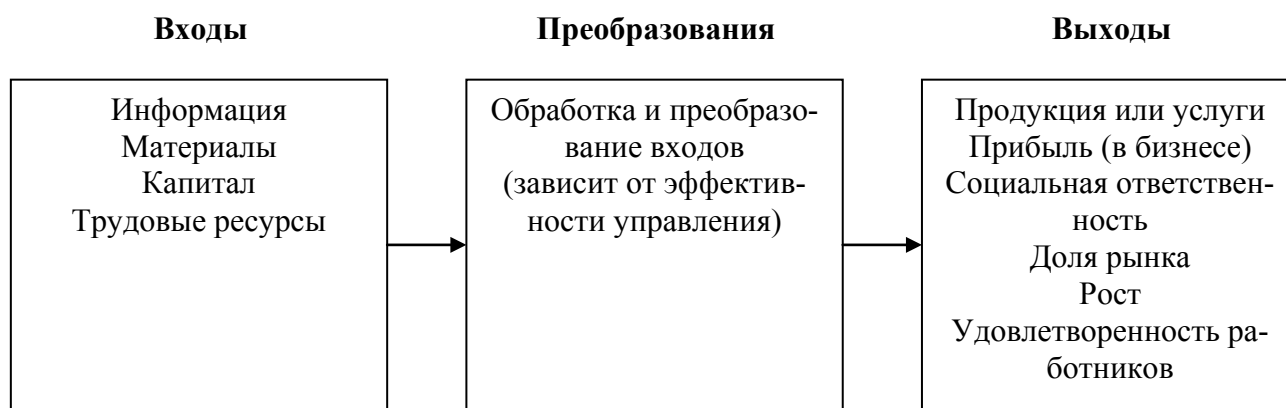 Входы
Преобразования
Выходы
Информация
Материалы
Капитал
Трудовые ресурсы
Обработка и преобразо-
вание входов
(зависит от эффектив-
ности управления)
Продукция или услуги
Прибыль (в бизнесе)
Социальная ответствен-
ность
Доля рынка
Рост
Удовлетворенность ра-
ботников